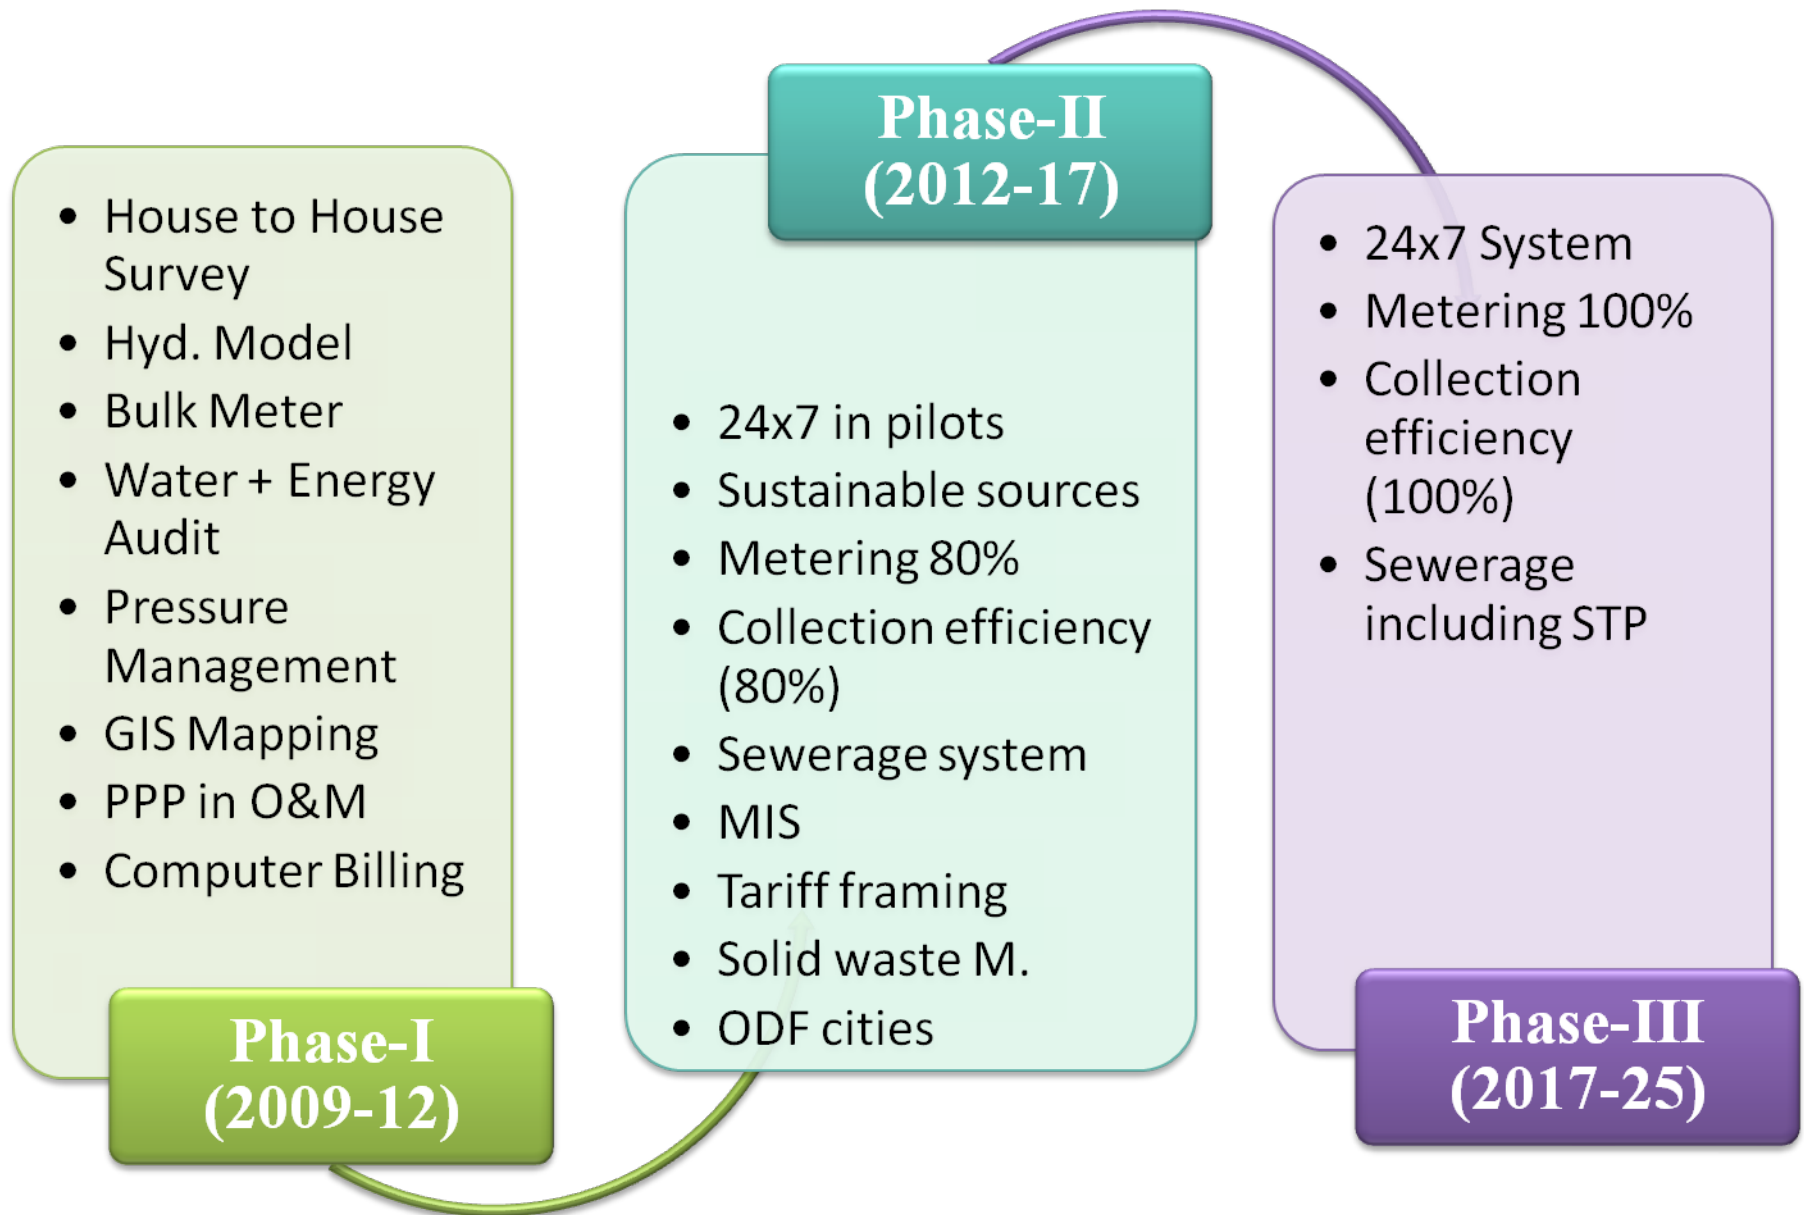 • House to House
Survey
• Hyd. Model
• Bulk Meter
• Water + Energy
Audit
• Pressure
Management
• GIS Mapping
• PPP in O&M
• Computer Billing
Phase-I
(2009-12)
Phase-II
(2012-17)
• 24x7 in pilots
• Sustainable sources
• Metering 80%
• Collection efficiency
(80%)
• Sewerage system
• MIS
• Tariff framing
• Solid waste M.
• ODF cities
• 24x7 System
• Metering 100%
• Collection
efficiency
(100%)
• Sewerage
including STP
Phase-III
(2017-25)